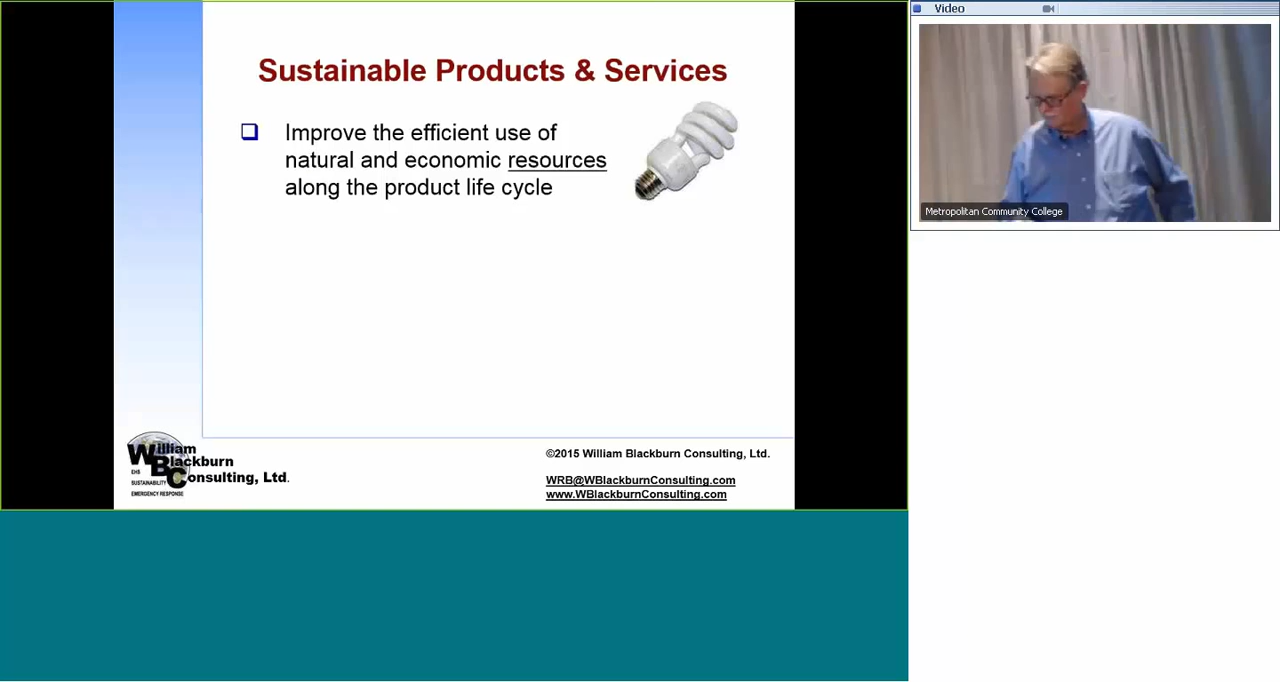 Sustainable Products & Services
Improve the efficient use of
natural and economic resources
along the product life cycle
William
Blackburn
Consulting, Ltd.
EHS
SUSTAINABILITY
EMERGENCY RESPONSE
©2015 William Blackburn Consulting, Ltd.
WRB@WBlackburnConsulting.com
www.WBlackburnConsulting.com
Video
Metropolitan Community College